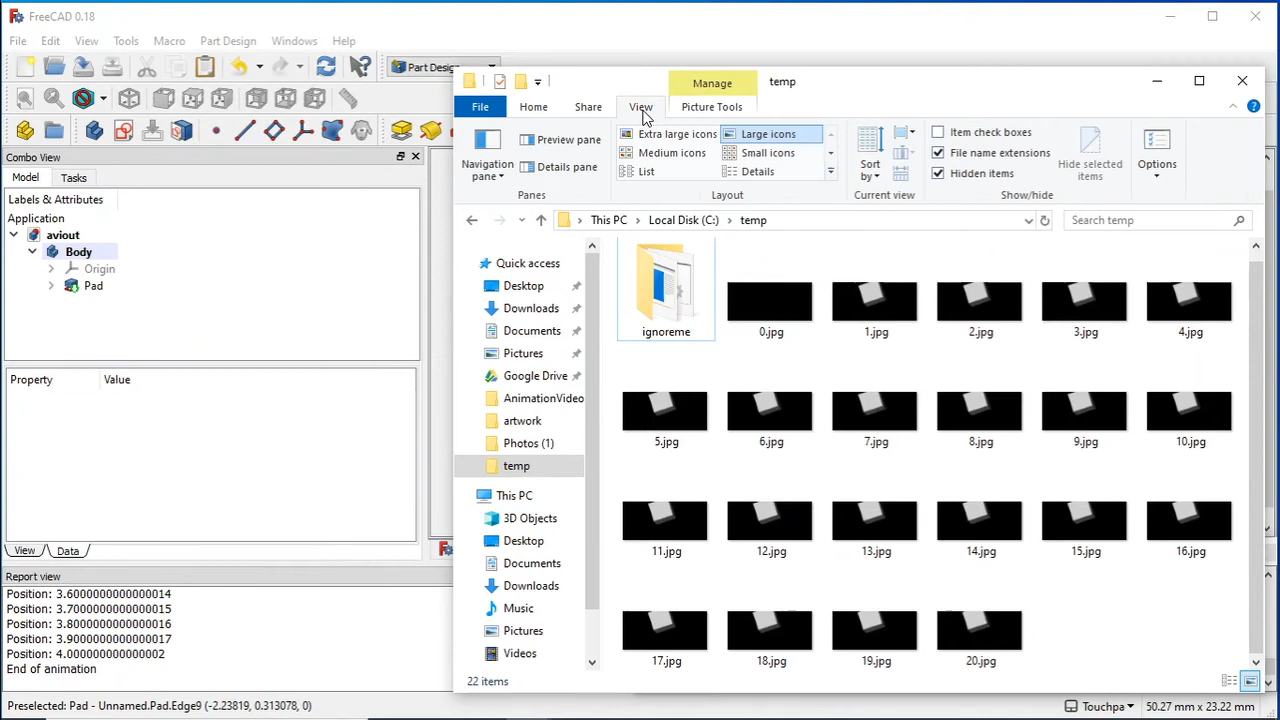 FreeCAD 0.18
File Edit View Tools Macro Part Design Windows Help
Part Design
Combo View
Model Tasks
Labels & Attributes
Application
aviout
Body
Origin
Pad
Property Value
View Data
Report view
Position: 3.6000000000000014
Position: 3.7000000000000015
Position: 3.8000000000000016
Position: 3.9000000000000017
Position: 4.000000000000002
End of animation
Preselected: Pad - Unnamed.Pad.Edge9 (-2.23819, 0.313078, 0)
Touchpa 50.27 mm x 23.22 mm
Manage temp
File Home Share View Picture Tools
Navigation pane
Preview pane
Details pane
Panes
Extra large icons Large icons
Medium icons Small icons
List Details
Layout
Sort by
Current view
Item check boxes
File name extensions
Hidden items
Hide selected items
Show/hide
Options
This PC Local Disk (C:) temp
Search temp
Quick access
Desktop
Downloads
Documents
Pictures
Google Drive
AnimationVideo
artwork
Photos (1)
temp
This PC
3D Objects
Desktop
Documents
Downloads
Music
Pictures
Videos
ignoreme 0.jpg 1.jpg 2.jpg 3.jpg 4.jpg
5.jpg 6.jpg 7.jpg 8.jpg 9.jpg 10.jpg
11.jpg 12.jpg 13.jpg 14.jpg 15.jpg 16.jpg
17.jpg 18.jpg 19.jpg 20.jpg
22 items